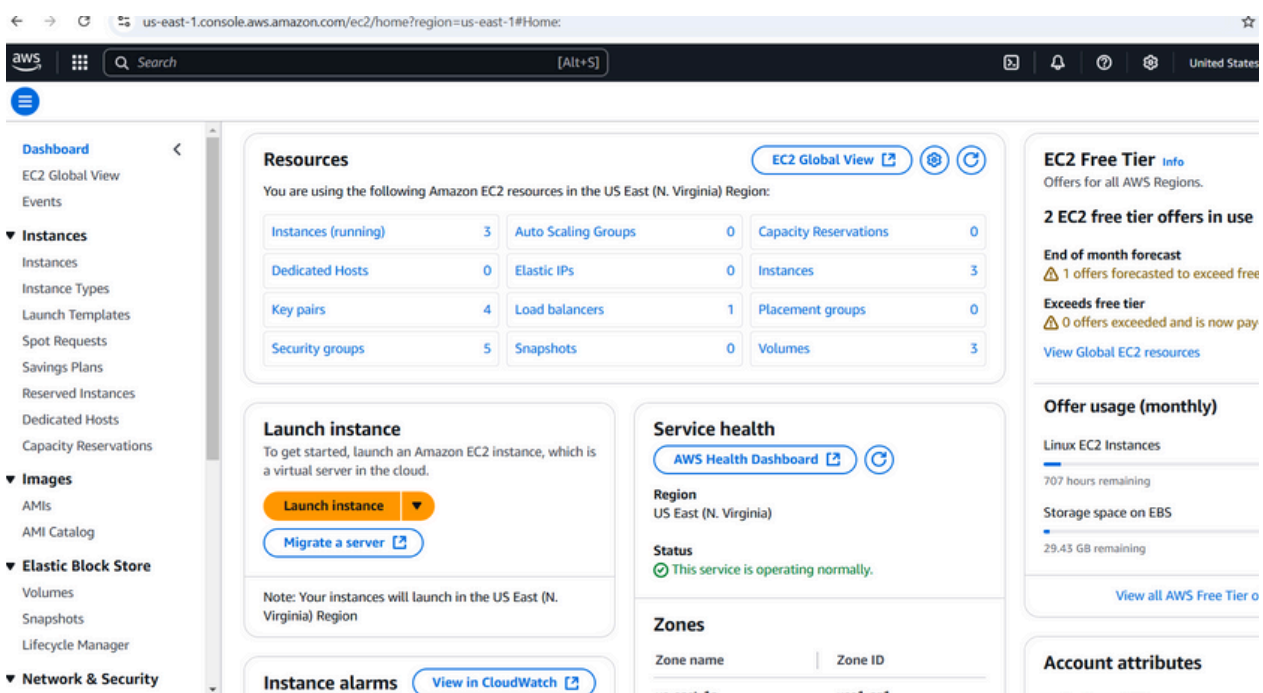 us-east-1.console.aws.amazon.com/ec2/home?region=us-east-1#Home:
aws
Search
[Alt+S]
United States
Dashboard
EC2 Global View
Events
Instances
Instances
Instance Types
Launch Templates
Spot Requests
Savings Plans
Reserved Instances
Dedicated Hosts
Capacity Reservations
Images
AMIs
AMI Catalog
Elastic Block Store
Volumes
Snapshots
Lifecycle Manager
Network & Security
Resources
EC2 Global View
You are using the following Amazon EC2 resources in the US East (N. Virginia) Region:
Instances (running) 3 Auto Scaling Groups 0 Capacity Reservations 0
Dedicated Hosts 0 Elastic IPs 0 Instances 3
Key pairs 4 Load balancers 1 Placement groups 0
Security groups 5 Snapshots 0 Volumes 3
Launch instance
To get started, launch an Amazon EC2 instance, which is
a virtual server in the cloud.
Launch instance
Migrate a server
Note: Your instances will launch in the US East (N.
Virginia) Region
Instance alarms
View in CloudWatch
Service health
AWS Health Dashboard
Region
US East (N. Virginia)
Status
This service is operating normally.
Zones
Zone name Zone ID
EC2 Free Tier Info
Offers for all AWS Regions.
2 EC2 free tier offers in use
End of month forecast
1 offers forecasted to exceed free
Exceeds free tier
0 offers exceeded and is now pay
View Global EC2 resources
Offer usage (monthly)
Linux EC2 Instances
707 hours remaining
Storage space on EBS
29.43 GB remaining
View all AWS Free Tier o
Account attributes